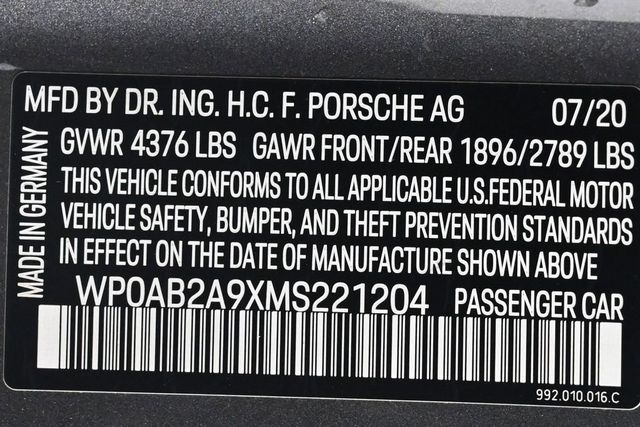 MFD BY DR. ING. H.C. F. PORSCHE AG 07/20
GVWR 4376 LBS GAWR FRONT/REAR 1896/2789 LBS
THIS VEHICLE CONFORMS TO ALL APPLICABLE U.S.FEDERAL MOTOR
VEHICLE SAFETY, BUMPER, AND THEFT PREVENTION STANDARDS
IN EFFECT ON THE DATE OF MANUFACTURE SHOWN ABOVE
WP0AB2A9XMS221204 PASSENGER CAR
992.010.016.C
MADE IN GERMANY